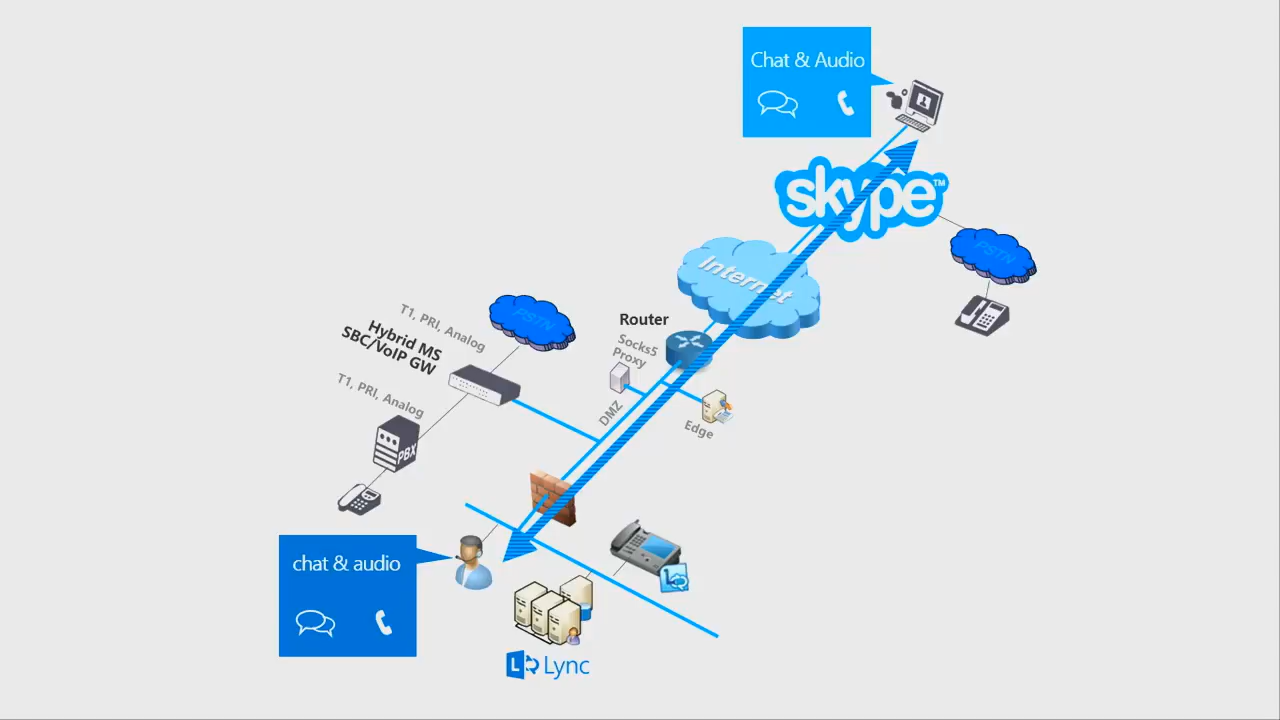 Chat & Audio
skype™
PSTN
Internet
T1, PRI, Analog
PSTN
Hybrid MS
SBC/VoIP GW
Router
Socks5
Proxy
T1, PRI, Analog
DMZ
Edge
PBX
chat & audio
L
Lync